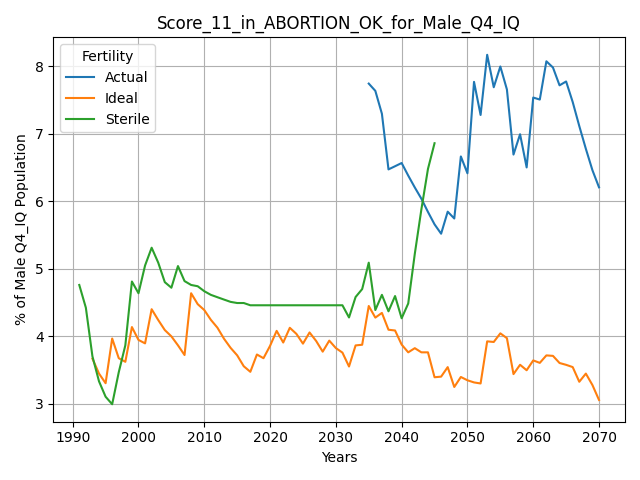 Score_11_in_ABORTION_OK_for_Male_Q4_IQ
Fertility
Actual
Ideal
Sterile
% of Male Q4_IQ Population
8
7
6
5
4
3
1990 2000 2010 2020 2030 2040 2050 2060 2070
Years